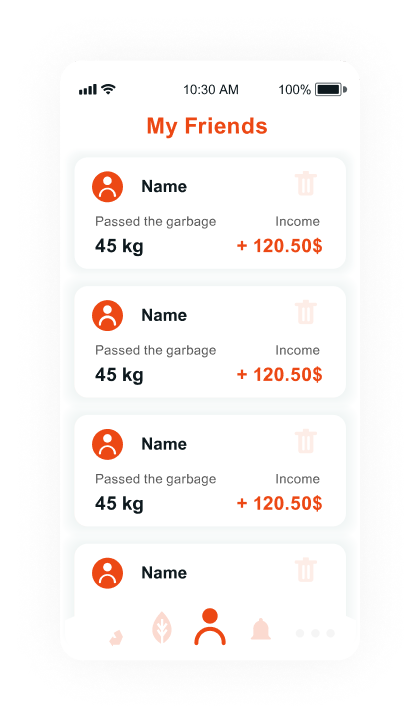 10:30 AM 100%
My Friends
Name
Passed the garbage Income
45 kg + 120.50$
Name
Passed the garbage Income
45 kg + 120.50$
Name
Passed the garbage Income
45 kg + 120.50$
Name